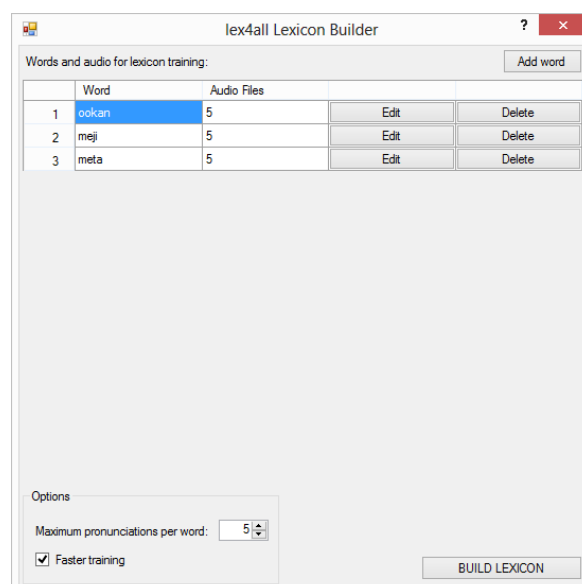 lex4all Lexicon Builder ? ×
Words and audio for lexicon training: Add word
Word Audio Files
1 ookan 5 Edit Delete
2 meji 5 Edit Delete
3 meta 5 Edit Delete
Options
Maximum pronunciations per word: 5
Faster training
BUILD LEXICON